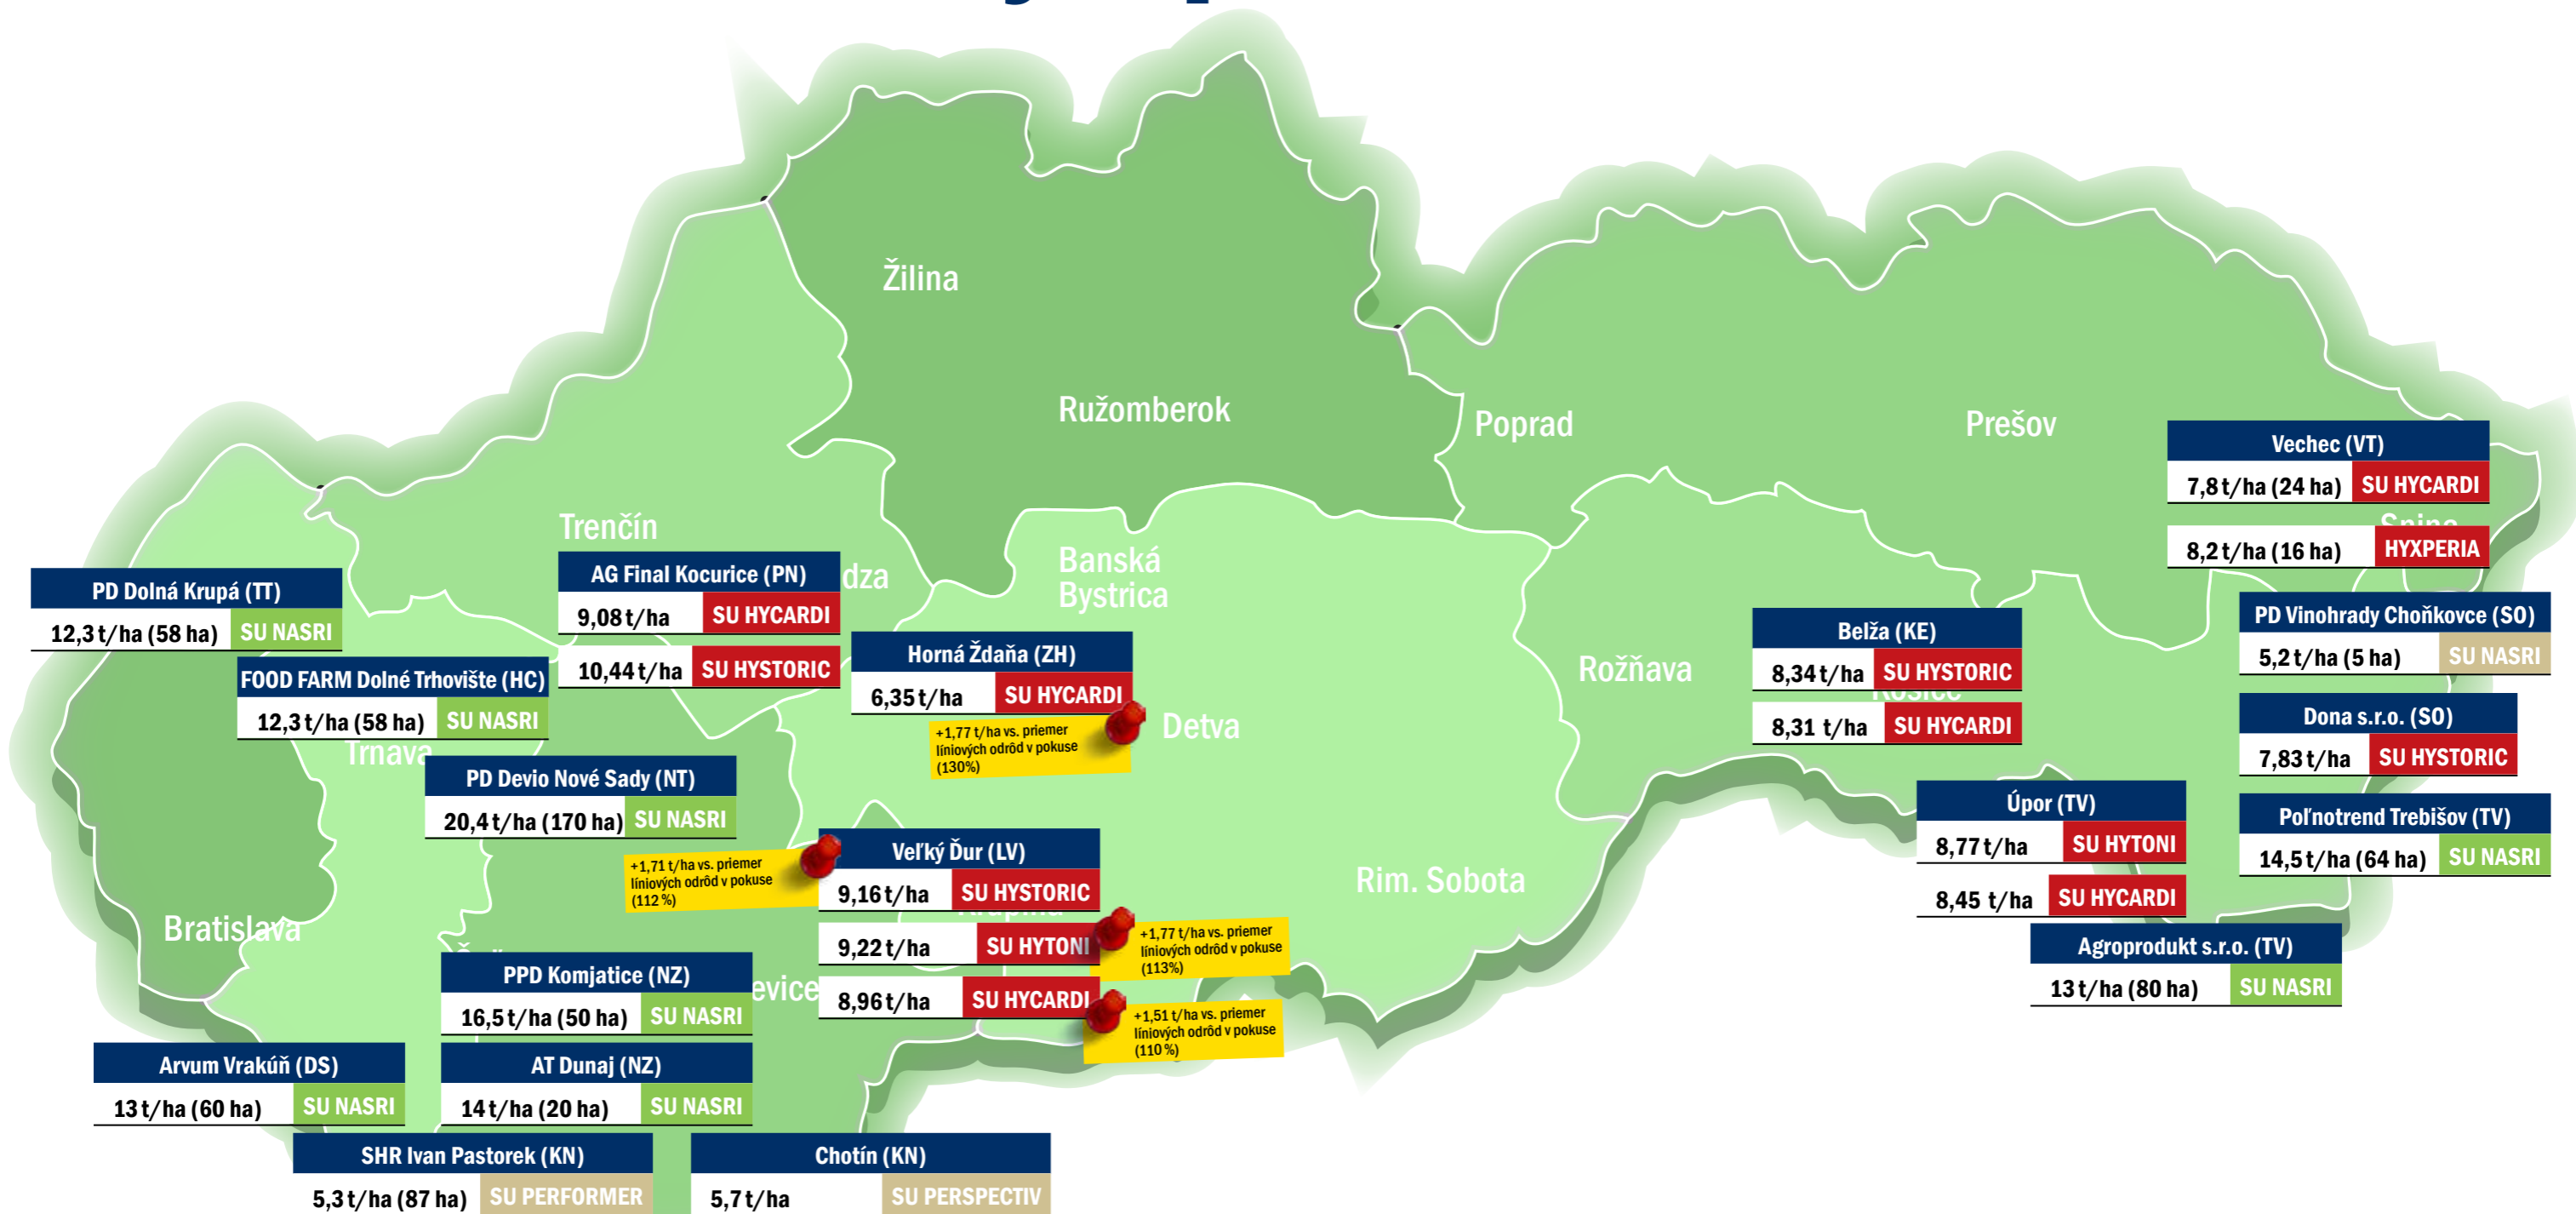 Žilina
Ružomberok
Poprad
Prešov
Vechec (VT)
7,8 t/ha (24 ha) SU HYCARDI
8,2 t/ha (16 ha) HYXPERIA
Trenčín
dza
Banská
Bystrica
PD Dolná Krupá (TT)
12,3 t/ha (58 ha) SU NASRI
AG Final Kocurice (PN)
9,08 t/ha SU HYCARDI
10,44 t/ha SU HYSTORIC
FOOD FARM Dolné Trhovište (HC)
12,3 t/ha (58 ha) SU NASRI
Trnava
Horná Ždaňa (ZH)
6,35 t/ha SU HYCARDI
+1,77 t/ha vs. priemer
líniových odrôd v pokuse
(130%)
Detva
Rožňava
Belža (KE)
8,34 t/ha SU HYSTORIC
8,31 t/ha SU HYCARDI
PD Vinohrady Choňkovce (SO)
5,2 t/ha (5 ha) SU NASRI
Dona s.r.o. (SO)
7,83 t/ha SU HYSTORIC
PD Devio Nové Sady (NT)
20,4 t/ha (170 ha) SU NASRI
Úpor (TV)
8,77 t/ha SU HYTONI
8,45 t/ha SU HYCARDI
Poľnotrend Trebišov (TV)
14,5 t/ha (64 ha) SU NASRI
+1,71 t/ha vs. priemer
líniových odrôd v pokuse
(112 %)
Veľký Ďur (LV)
9,16 t/ha SU HYSTORIC
9,22 t/ha SU HYTONI
8,96 t/ha SU HYCARDI
+1,77 t/ha vs. priemer
líniových odrôd v pokuse
(113%)
+1,51 t/ha vs. priemer
líniových odrôd v pokuse
(110 %)
Rim. Sobota
Bratislava
Agroprodukt s.r.o. (TV)
13 t/ha (80 ha) SU NASRI
PPD Komjatice (NZ)
16,5 t/ha (50 ha) SU NASRI
evice
Arvum Vrakúň (DS)
13 t/ha (60 ha) SU NASRI
AT Dunaj (NZ)
14 t/ha (20 ha) SU NASRI
SHR Ivan Pastorek (KN)
5,3 t/ha (87 ha) SU PERFORMER
Chotín (KN)
5,7 t/ha SU PERSPECTIV